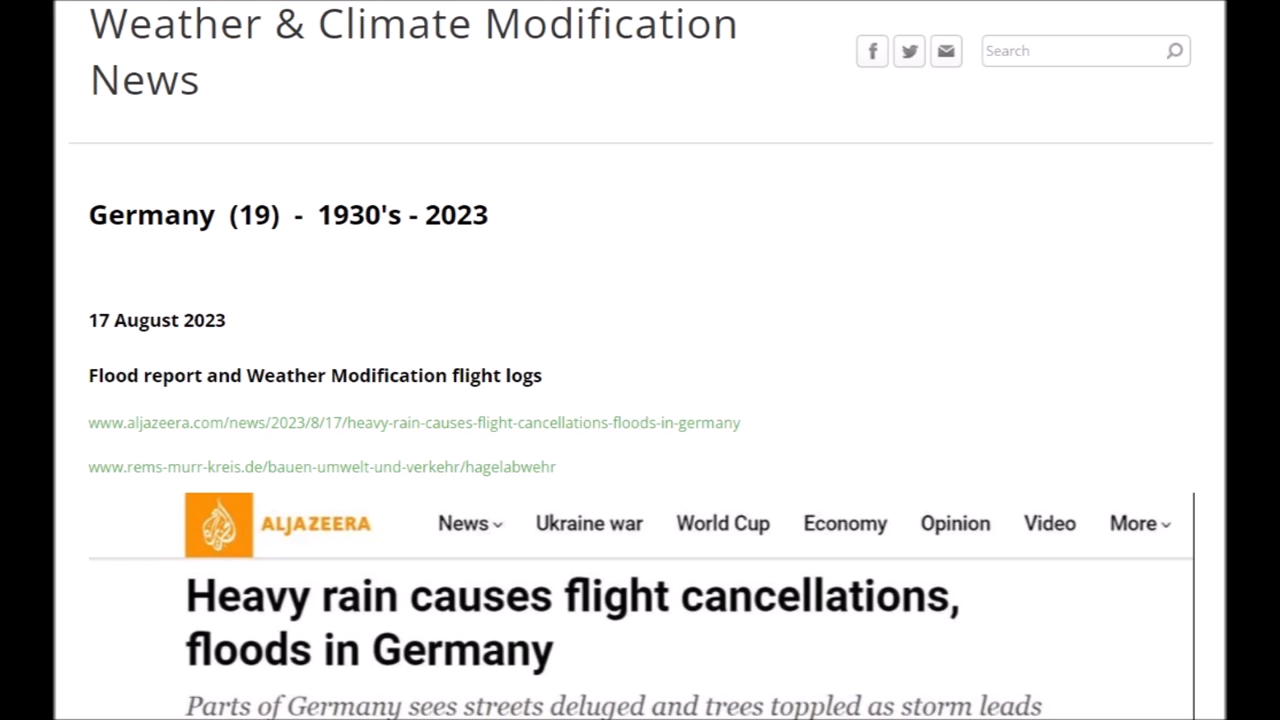 Weather & Climate Modification
News
Search
Germany (19) - 1930's - 2023
17 August 2023
Flood report and Weather Modification flight logs
www.aljazeera.com/news/2023/8/17/heavy-rain-causes-flight-cancellations-floods-in-germany
www.rems-murr-kreis.de/bauen-umwelt-und-verkehr/hagelabwehr
ALJAZEERA News Ukraine war World Cup Economy Opinion Video More
Heavy rain causes flight cancellations,
floods in Germany
Parts of Germany sees streets deluged and trees toppled as storm leads